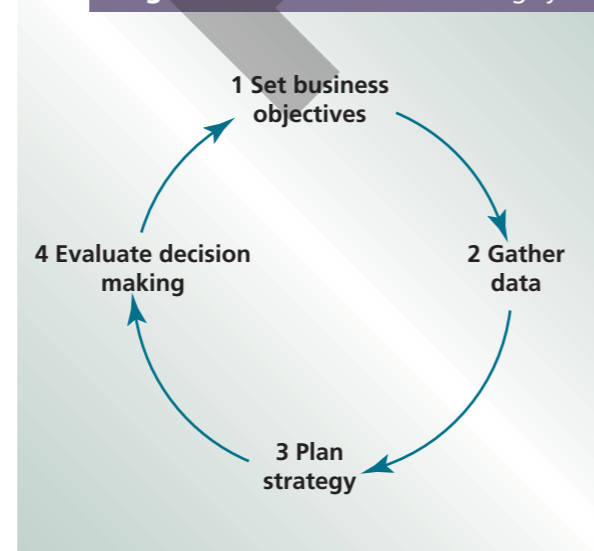 1 Set business
objectives
2 Gather
data
3 Plan
strategy
4 Evaluate decision
making